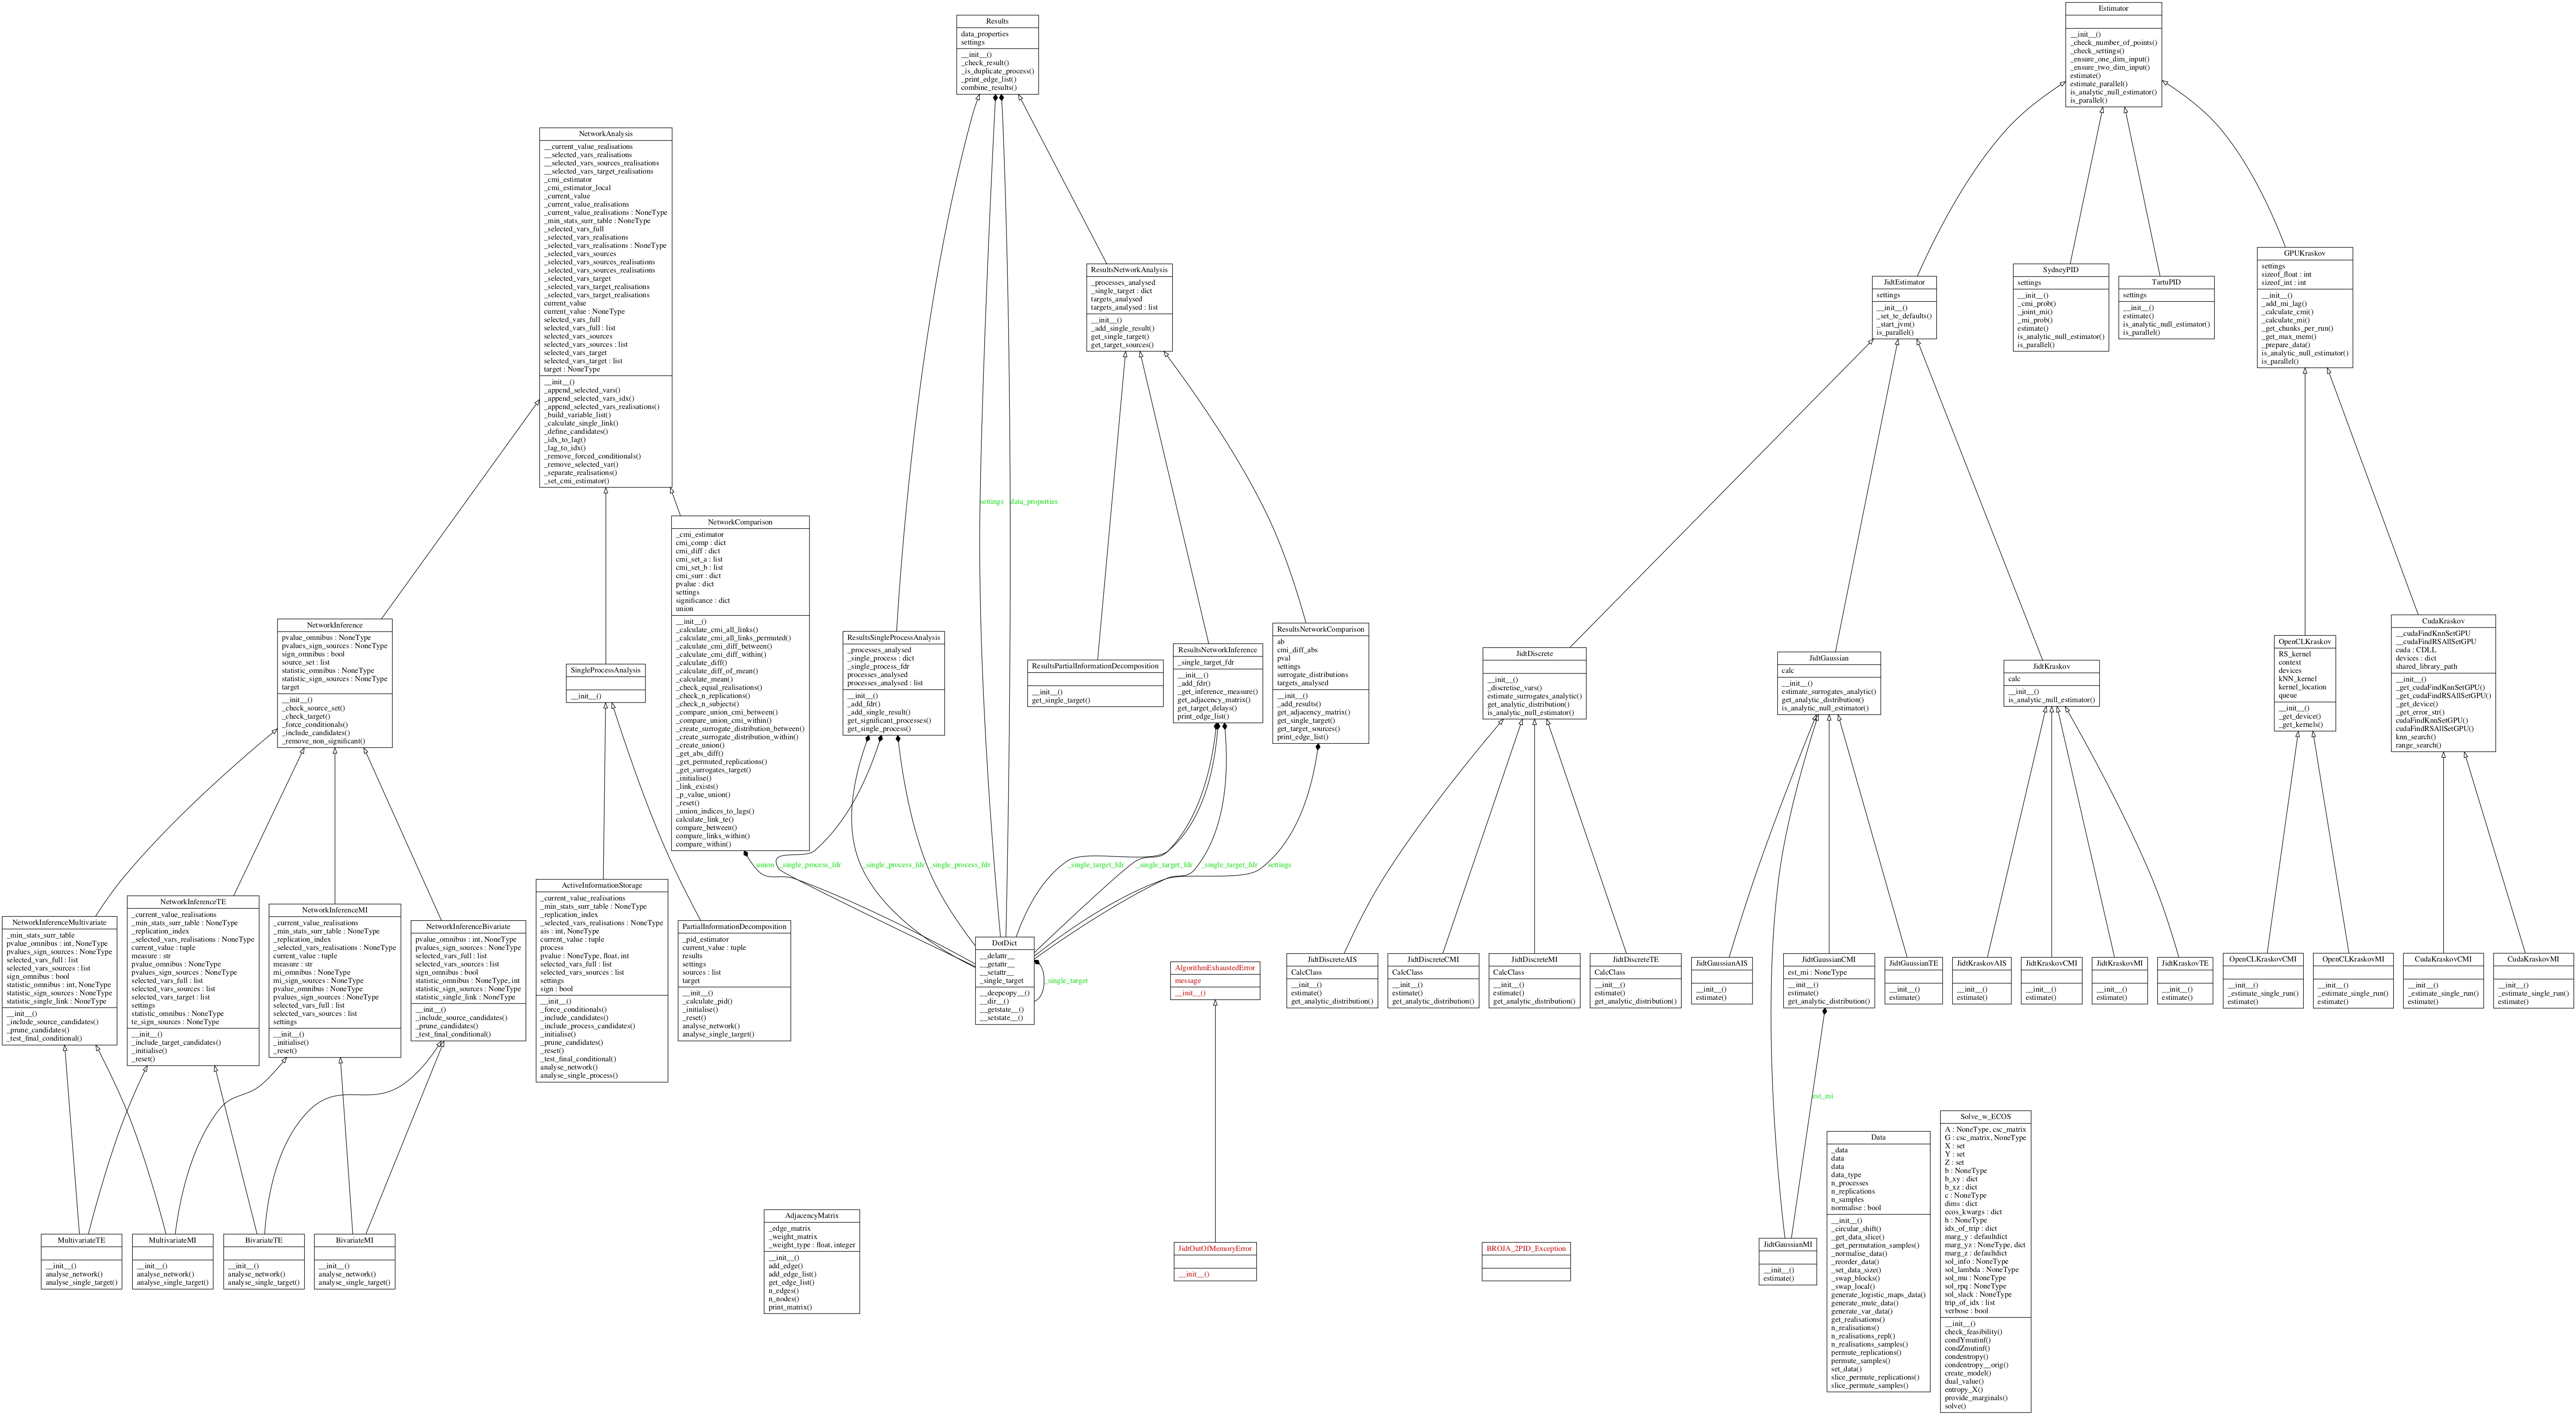 Results
data_properties
settings
__init__()
_check_result()
_is_duplicate_process()
_print_edge_list()
combine_results()
Estimator
__init__()
_check_number_of_points()
_check_settings()
_ensure_one_dim_input()
_ensure_two_dim_input()
estimate()
estimate_parallel()
is_analytic_null_estimator()
is_parallel()
NetworkAnalysis
__current_value_realisations
__selected_vars_realisations
__selected_vars_sources_realisations
__selected_vars_target_realisations
_cmi_estimator
_cmi_estimator_local
_current_value
_current_value_realisations
_current_value_realisations : NoneType
_min_stats_surr_table : NoneType
_selected_vars_full
_selected_vars_realisations
_selected_vars_realisations : NoneType
_selected_vars_sources
_selected_vars_sources_realisations
_selected_vars_sources_realisations
_selected_vars_target
_selected_vars_target_realisations
_selected_vars_target_realisations
current_value
current_value : NoneType
selected_vars_full
selected_vars_full : list
selected_vars_sources
selected_vars_sources : list
selected_vars_target
selected_vars_target : list
target : NoneType
__init__()
_append_selected_vars()
_append_selected_vars_idx()
_append_selected_vars_realisations()
_build_variable_list()
_calculate_single_link()
_define_candidates()
_idx_to_lag()
_lag_to_idx()
_remove_forced_conditionals()
_remove_selected_var()
_separate_realisations()
_set_cmi_estimator()
ResultsNetworkAnalysis
_processes_analysed
_single_target : dict
targets_analysed
targets_analysed : list
__init__()
_add_single_result()
get_single_target()
get_target_sources()
JidtEstimator
settings
__init__()
_set_te_defaults()
_start_jvm()
is_parallel()
SydneyPID
settings
__init__()
_cmi_prob()
_joint_mi()
_mi_prob()
estimate()
is_analytic_null_estimator()
is_parallel()
TartuPID
settings
__init__()
estimate()
is_analytic_null_estimator()
is_parallel()
GPUKraskov
settings
sizeof_float : int
sizeof_int : int
__init__()
_add_mi_lag()
_calculate_cmi()
_calculate_mi()
_get_chunks_per_run()
_get_max_mem()
_prepare_data()
is_analytic_null_estimator()
is_parallel()
settings
data_properties
NetworkComparison
_cmi_estimator
cmi_comp : dict
cmi_diff : dict
cmi_set_a : list
cmi_set_b : list
cmi_surr : dict
pvalue : dict
settings
significance : dict
union
__init__()
_calculate_cmi_all_links()
_calculate_cmi_all_links_permuted()
_calculate_cmi_diff_between()
_calculate_cmi_diff_within()
_calculate_diff()
_calculate_diff_of_mean()
_calculate_mean()
_check_equal_realisations()
_check_n_replications()
_check_n_subjects()
_compare_union_cmi_between()
_compare_union_cmi_within()
_create_surrogate_distribution_between()
_create_surrogate_distribution_within()
_create_union()
_get_abs_diff()
_get_permuted_replications()
_get_surrogates_target()
_initialise()
_link_exists()
_p_value_union()
_reset()
_union_indices_to_lags()
calculate_link_te()
compare_between()
compare_links_within()
compare_within()
NetworkInference
pvalue_omnibus : NoneType
pvalues_sign_sources : NoneType
sign_omnibus : bool
source_set : list
statistic_omnibus : NoneType
statistic_sign_sources : NoneType
target
__init__()
_check_source_set()
_check_target()
_force_conditionals()
_include_candidates()
_remove_non_significant()
SingleProcessAnalysis
__init__()
ResultsSingleProcessAnalysis
_processes_analysed
_single_process : dict
_single_process_fdr
processes_analysed
processes_analysed : list
__init__()
_add_fdr()
_add_single_result()
get_significant_processes()
get_single_process()
ResultsPartialInformationDecomposition
__init__()
get_single_target()
ResultsNetworkInference
_single_target_fdr
__init__()
_add_fdr()
_get_inference_measure()
get_adjacency_matrix()
get_target_delays()
print_edge_list()
ResultsNetworkComparison
ab
cmi_diff_abs
pval
settings
surrogate_distributions
targets_analysed
__init__()
_add_results()
get_adjacency_matrix()
get_single_target()
get_target_sources()
print_edge_list()
JidtDiscrete
__init__()
_discretise_vars()
estimate_surrogates_analytic()
get_analytic_distribution()
is_analytic_null_estimator()
JidtGaussian
calc
__init__()
estimate_surrogates_analytic()
get_analytic_distribution()
is_analytic_null_estimator()
JidtKraskov
calc
__init__()
is_analytic_null_estimator()
OpenCLKraskov
RS_kernel
context
devices
kNN_kernel
kernel_location
queue
__init__()
_get_device()
_get_kernels()
CudaKraskov
__cudaFindKnnSetGPU
__cudaFindRSAllSetGPU
cuda : CDLL
devices : dict
shared_library_path
__init__()
_get_cudaFindKnnSetGPU()
_get_cudaFindRSAllSetGPU()
_get_device()
_get_error_str()
cudaFindKnnSetGPU()
cudaFindRSAllSetGPU()
knn_search()
range_search()
union
_single_process_fdr
_single_process_fdr
_single_process_fdr
_single_target_fdr
_single_target_fdr
_single_target_fdr
settings
NetworkInferenceMultivariate
_min_stats_surr_table
pvalue_omnibus : int, NoneType
pvalues_sign_sources : NoneType
selected_vars_full : list
selected_vars_sources : list
sign_omnibus : bool
statistic_omnibus : int, NoneType
statistic_sign_sources : NoneType
statistic_single_link : NoneType
__init__()
_include_source_candidates()
_prune_candidates()
_test_final_conditional()
NetworkInferenceTE
_current_value_realisations
_min_stats_surr_table : NoneType
_replication_index
_selected_vars_realisations : NoneType
current_value : tuple
measure : str
pvalue_omnibus : NoneType
pvalues_sign_sources : NoneType
selected_vars_full : list
selected_vars_sources : list
selected_vars_target : list
settings
statistic_omnibus : NoneType
te_sign_sources : NoneType
__init__()
_include_target_candidates()
_initialise()
_reset()
NetworkInferenceMI
_current_value_realisations
_min_stats_surr_table : NoneType
_replication_index
_selected_vars_realisations : NoneType
current_value : tuple
measure : str
mi_omnibus : NoneType
mi_sign_sources : NoneType
pvalue_omnibus : NoneType
pvalues_sign_sources : NoneType
selected_vars_full : list
selected_vars_sources : list
settings
__init__()
_initialise()
_reset()
NetworkInferenceBivariate
pvalue_omnibus : int, NoneType
pvalues_sign_sources : NoneType
selected_vars_full : list
selected_vars_sources : list
sign_omnibus : bool
statistic_omnibus : NoneType, int
statistic_sign_sources : NoneType
statistic_single_link : NoneType
__init__()
_include_source_candidates()
_prune_candidates()
_test_final_conditional()
ActiveInformationStorage
_current_value_realisations
_min_stats_surr_table : NoneType
_replication_index
_selected_vars_realisations : NoneType
ais : int, NoneType
current_value : tuple
process
pvalue : NoneType, float, int
selected_vars_full : list
selected_vars_sources : list
settings
sign : bool
__init__()
_force_conditionals()
_include_candidates()
_include_process_candidates()
_initialise()
_prune_candidates()
_reset()
_test_final_conditional()
analyse_network()
analyse_single_process()
PartialInformationDecomposition
_pid_estimator
current_value : tuple
results
settings
sources : list
target
__init__()
_calculate_pid()
_initialise()
_reset()
analyse_network()
analyse_single_target()
DotDict
__delattr__
__getattr__
__setattr__
_single_target
__deepcopy__()
__dir__()
__getstate__()
__setstate__()
_single_target
AlgorithmExhaustedError
message
__init__()
JidtDiscreteAIS
CalcClass
__init__()
estimate()
get_analytic_distribution()
JidtDiscreteCMI
CalcClass
__init__()
estimate()
get_analytic_distribution()
JidtDiscreteMI
CalcClass
__init__()
estimate()
get_analytic_distribution()
JidtDiscreteTE
CalcClass
__init__()
estimate()
get_analytic_distribution()
JidtGaussianAIS
__init__()
estimate()
JidtGaussianCMI
est_mi : NoneType
__init__()
estimate()
get_analytic_distribution()
JidtGaussianTE
__init__()
estimate()
JidtKraskovAIS
__init__()
estimate()
JidtKraskovCMI
__init__()
estimate()
JidtKraskovMI
__init__()
estimate()
JidtKraskovTE
__init__()
estimate()
OpenCLKraskovCMI
__init__()
_estimate_single_run()
estimate()
OpenCLKraskovMI
__init__()
_estimate_single_run()
estimate()
CudaKraskovCMI
__init__()
_estimate_single_run()
estimate()
CudaKraskovMI
__init__()
_estimate_single_run()
estimate()
est_mi
MultivariateTE
__init__()
analyse_network()
analyse_single_target()
MultivariateMI
__init__()
analyse_network()
analyse_single_target()
BivariateTE
__init__()
analyse_network()
analyse_single_target()
BivariateMI
__init__()
analyse_network()
analyse_single_target()
AdjacencyMatrix
_edge_matrix
_weight_matrix
_weight_type : float, integer
__init__()
add_edge()
add_edge_list()
get_edge_list()
n_edges()
n_nodes()
print_matrix()
JidtOutOfMemoryError
__init__()
BROJA_2PID_Exception
JidtGaussianMI
__init__()
estimate()
Data
_data
data
data
data_type
n_processes
n_replications
n_samples
normalise : bool
__init__()
_circular_shift()
_get_data_slice()
_get_permutation_samples()
_normalise_data()
_reorder_data()
_set_data_size()
_swap_blocks()
_swap_local()
generate_logistic_maps_data()
generate_mute_data()
generate_var_data()
get_realisations()
n_realisations()
n_realisations_repl()
n_realisations_samples()
permute_replications()
permute_samples()
set_data()
slice_permute_replications()
slice_permute_samples()
Solve_w_ECOS
A : NoneType, csc_matrix
G : csc_matrix, NoneType
X : set
Y : set
Z : set
b : NoneType
b_xy : dict
b_xz : dict
c : NoneType
dims : dict
ecos_kwargs : dict
h : NoneType
idx_of_trip : dict
marg_y : defaultdict
marg_yz : NoneType, dict
marg_z : defaultdict
sol_info : NoneType
sol_lambda : NoneType
sol_mu : NoneType
sol_rpq : NoneType
sol_slack : NoneType
trip_of_idx : list
verbose : bool
__init__()
check_feasibility()
condYmutinf()
condZmutinf()
condentropy()
condentropy__orig()
create_model()
dual_value()
entropy_X()
provide_marginals()
solve()